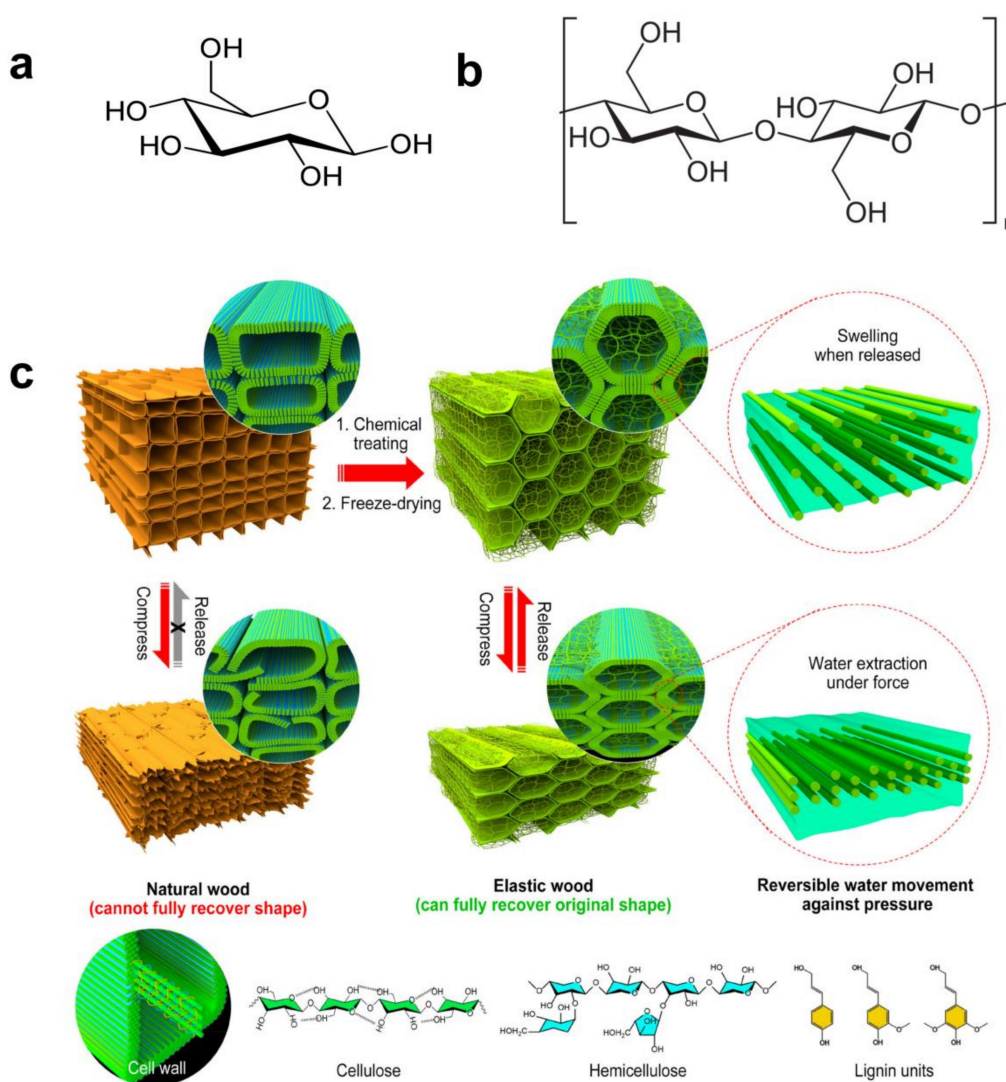 a
OH
HO
O
HO
OH
OH
b
OH
OH
HO
O
O
HO
O
OH
O
OH
c
1. Chemical
treating
2. Freeze-drying
Swelling
when released
Compress
Release
X
Compress
Release
Water extraction
under force
Natural wood
(cannot fully recover shape)
Elastic wood
(can fully recover original shape)
Reversible water movement
against pressure
Cell wall
Cellulose
Hemicellulose
Lignin units